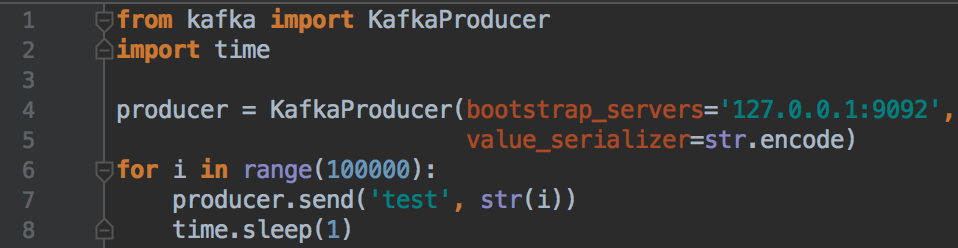 1 from kafka import KafkaProducer
2 import time
3
4 producer = KafkaProducer(bootstrap_servers='127.0.0.1:9092',
5                          value_serializer=str.encode)
6 for i in range(100000):
7     producer.send('test', str(i))
8     time.sleep(1)